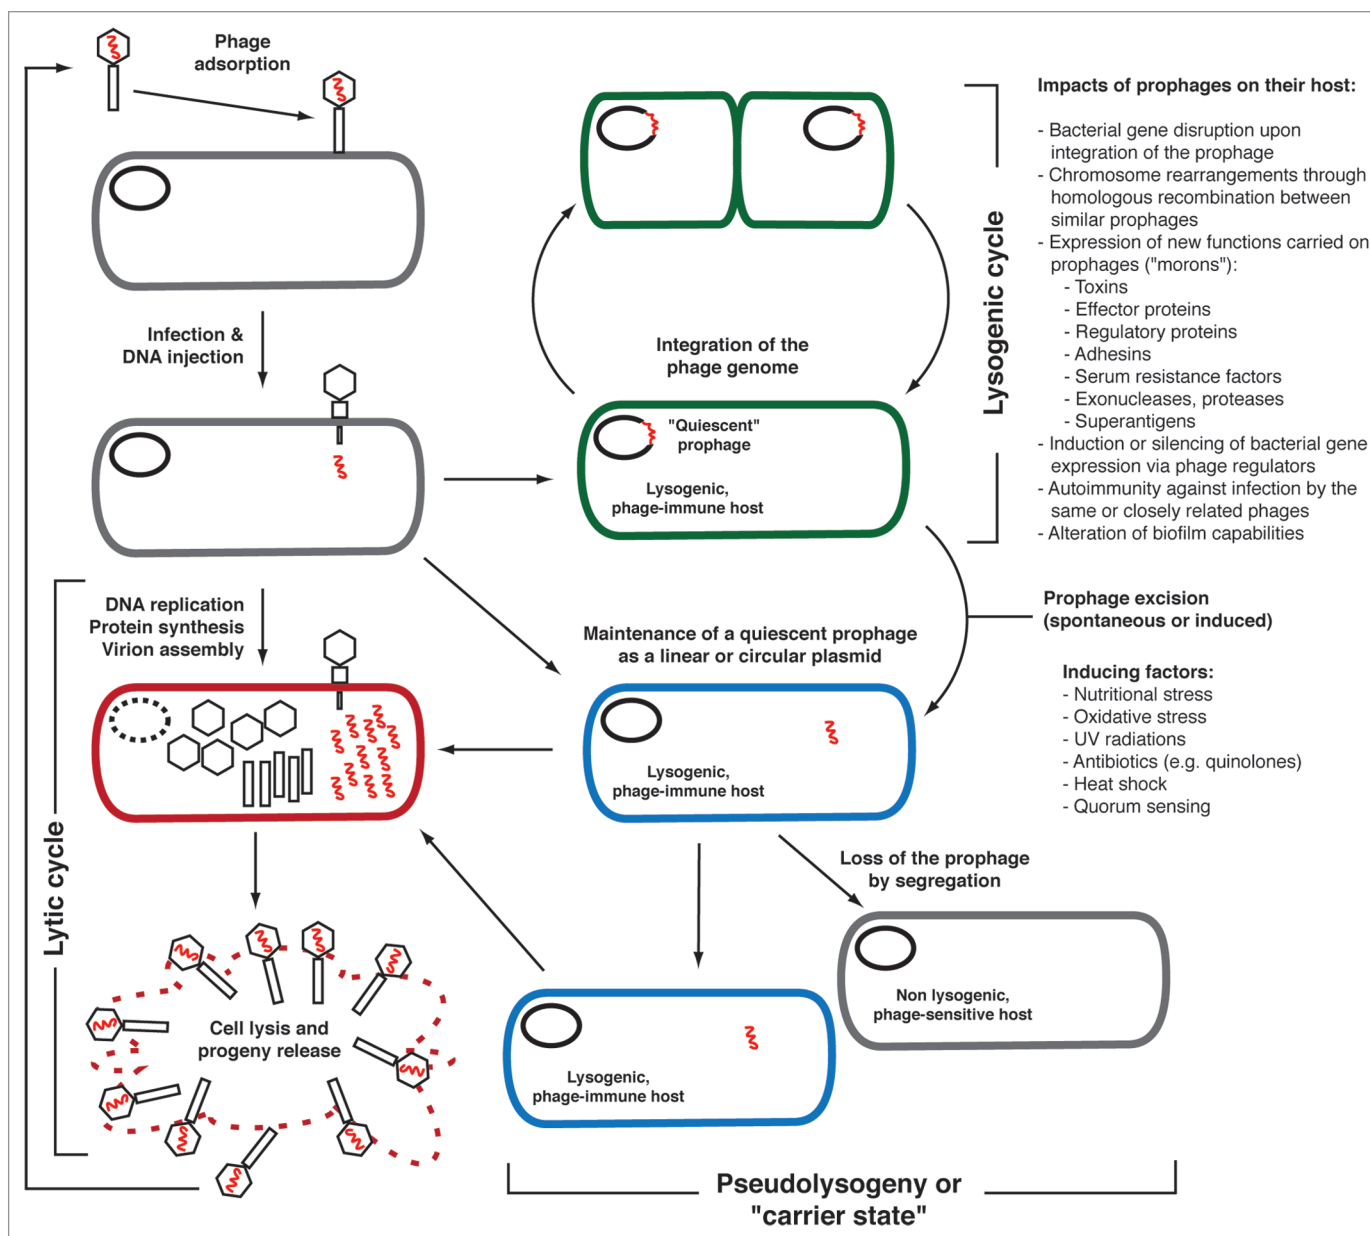 Phage
adsorption
Infection &
DNA injection
DNA replication
Protein synthesis
Virion assembly
Lytic cycle
Cell lysis and
progeny release
Integration of the
phage genome
"Quiescent"
prophage
Lysogenic,
phage-immune host
Lysogenic cycle
Maintenance of a quiescent prophage
as a linear or circular plasmid
Lysogenic,
phage-immune host
Loss of the prophage
by segregation
Non lysogenic,
phage-sensitive host
Lysogenic,
phage-immune host
Pseudolysogeny or
"carrier state"
Impacts of prophages on their host:
- Bacterial gene disruption upon
integration of the prophage
- Chromosome rearrangements through
homologous recombination between
similar prophages
- Expression of new functions carried on
prophages ("morons"):
- Toxins
- Effector proteins
- Regulatory proteins
- Adhesins
- Serum resistance factors
- Exonucleases, proteases
- Superantigens
- Induction or silencing of bacterial gene
expression via phage regulators
- Autoimmunity against infection by the
same or closely related phages
- Alteration of biofilm capabilities
Prophage excision
(spontaneous or induced)
Inducing factors:
- Nutritional stress
- Oxidative stress
- UV radiations
- Antibiotics (e.g. quinolones)
- Heat shock
- Quorum sensing